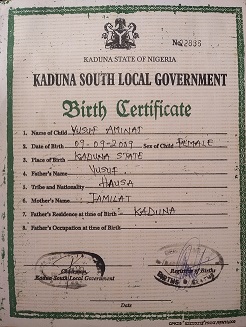 No 2886
KADUNA STATE OF NIGERIA
KADUNA SOUTH LOCAL GOVERNMENT
Birth Certificate
1. Name of Child YUSUF AMINAT
2. Date of Birth 09-09-2009 Sex of Child FEMALE
3. Place of Birth KADUNA STATE
4. Father's Name YUSUF
5. Tribe and Nationality HAUSA
6. Mother's Name JAMILAT
7. Father's Residence at time of Birth - KADUNA
8. Father's Occupation at time of Birth
Chairman Registrar of Births
Kaduna South Local Government
Date